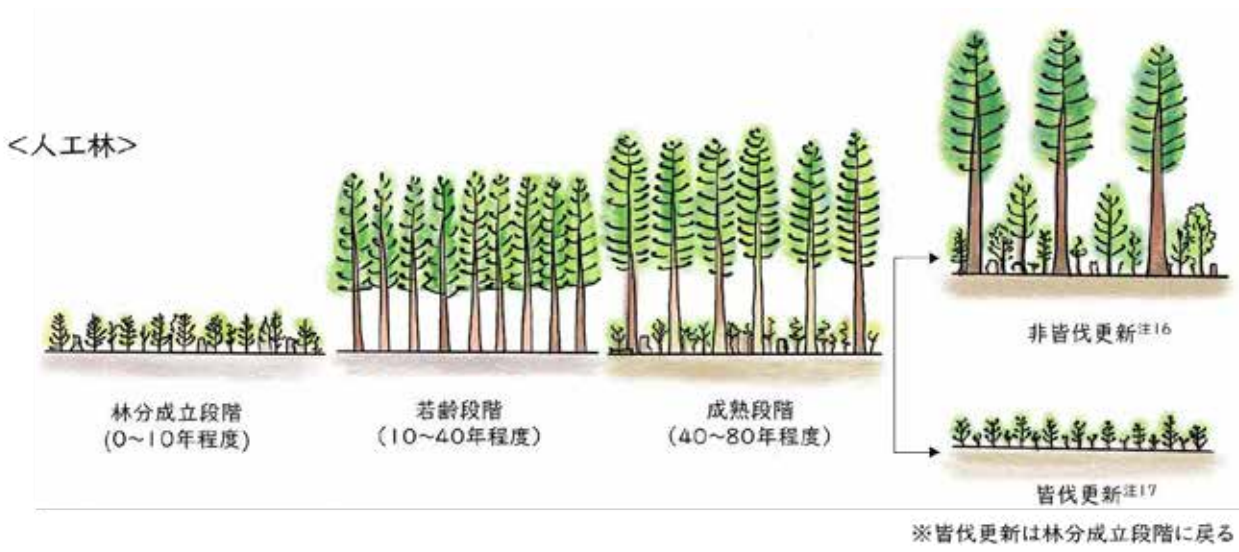 <人工林>
林分成立段階
(0～10年程度)
若齢段階
(10～40年程度)
成熟段階
(40～80年程度)
非皆伐更新注16
皆伐更新注17
※皆伐更新は林分成立段階に戻る